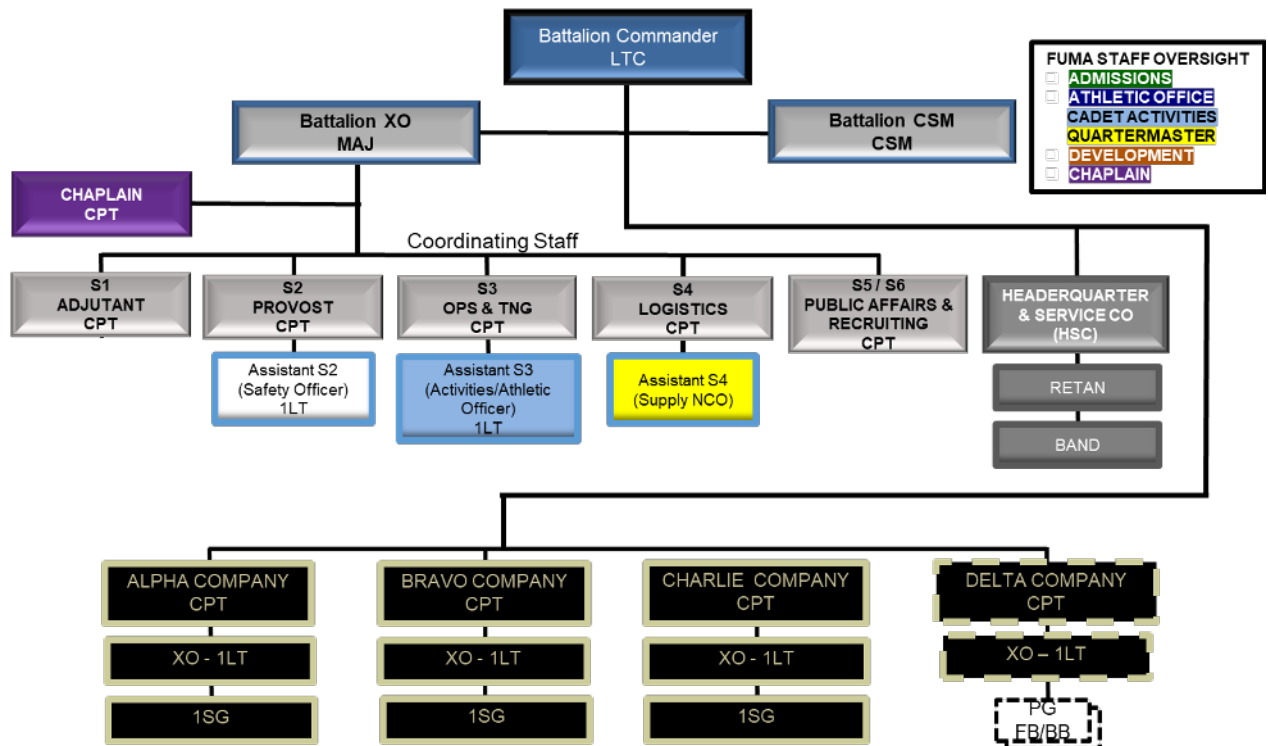 Battalion Commander
LTC
FUMA STAFF OVERSIGHT
ADMISSIONS
ATHLETIC OFFICE
CADET ACTIVITIES
QUARTERMASTER
DEVELOPMENT
CHAPLAIN
Battalion XO
MAJ
Battalion CSM
CSM
CHAPLAIN
CPT
Coordinating Staff
S1
ADJUTANT
CPT
S2
PROVOST
CPT
S3
OPS & TNG
CPT
S4
LOGISTICS
CPT
S5 / S6
PUBLIC AFFAIRS &
RECRUITING
CPT
HEADERQUARTER
& SERVICE CO
(HSC)
Assistant S2
(Safety Officer)
1LT
Assistant S3
(Activities/Athletic
Officer)
1LT
Assistant S4
(Supply NCO)
RETAN
BAND
ALPHA COMPANY
CPT
BRAVO COMPANY
CPT
CHARLIE COMPANY
CPT
DELTA COMPANY
CPT
XO - 1LT
XO - 1LT
XO - 1LT
XO – 1LT
1SG
1SG
1SG
PG
FB/BB